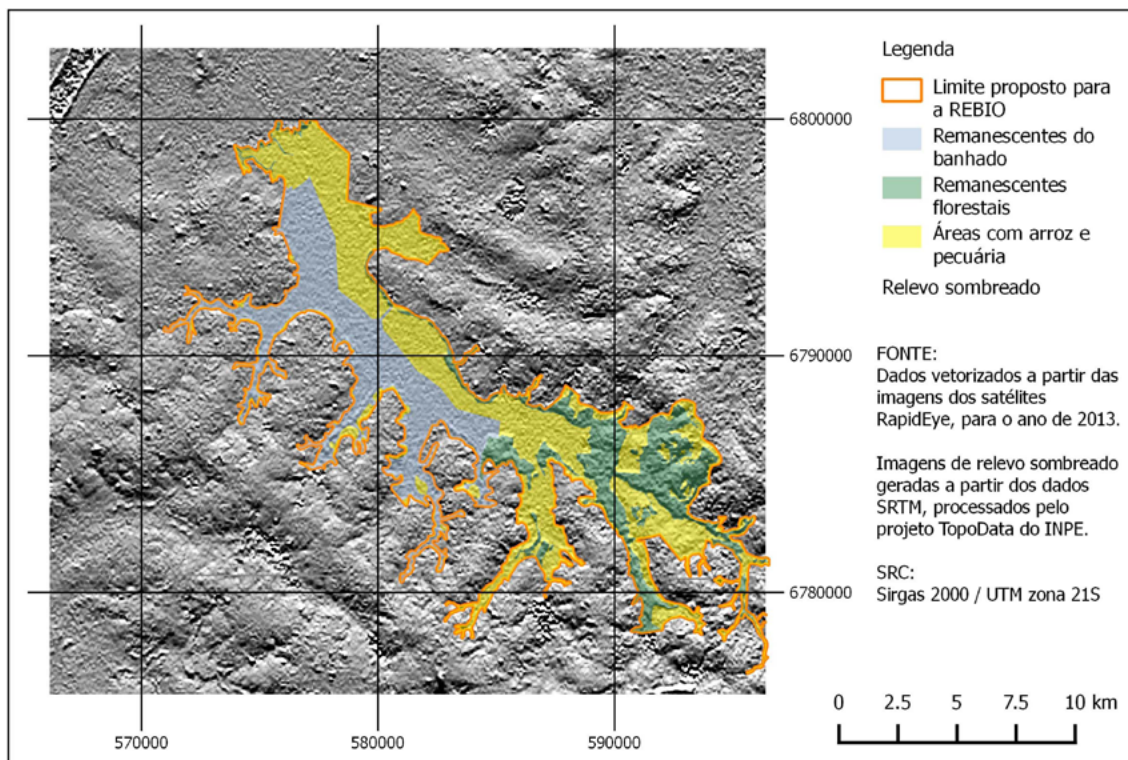 Legenda
Limite proposto para
a REBIO
Remanescentes do
banhado
Remanescentes
florestais
Áreas com arroz e
pecuária
Relevo sombreado
FONTE:
Dados vetorizados a partir das
imagens dos satélites
RapidEye, para o ano de 2013.
Imagens de relevo sombreado
geradas a partir dos dados
SRTM, processados pelo
projeto TopoData do INPE.
SRC:
Sirgas 2000 / UTM zona 21S
6800000
6790000
6780000
570000
580000
590000
0
2.5
5
7.5
10 km